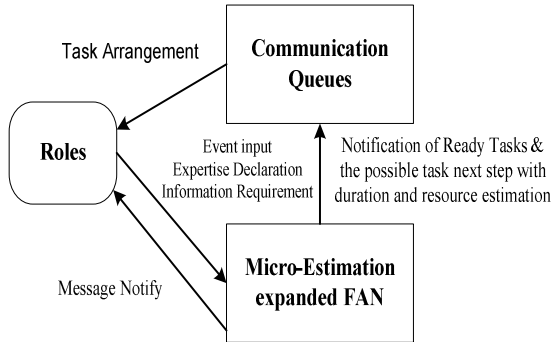 Task Arrangement
Communication
Queues
Roles
Event input
Expertise Declaration
Information Requirement
Notification of Ready Tasks &
the possible task next step with
duration and resource estimation
Message Notify
Micro-Estimation
expanded FAN